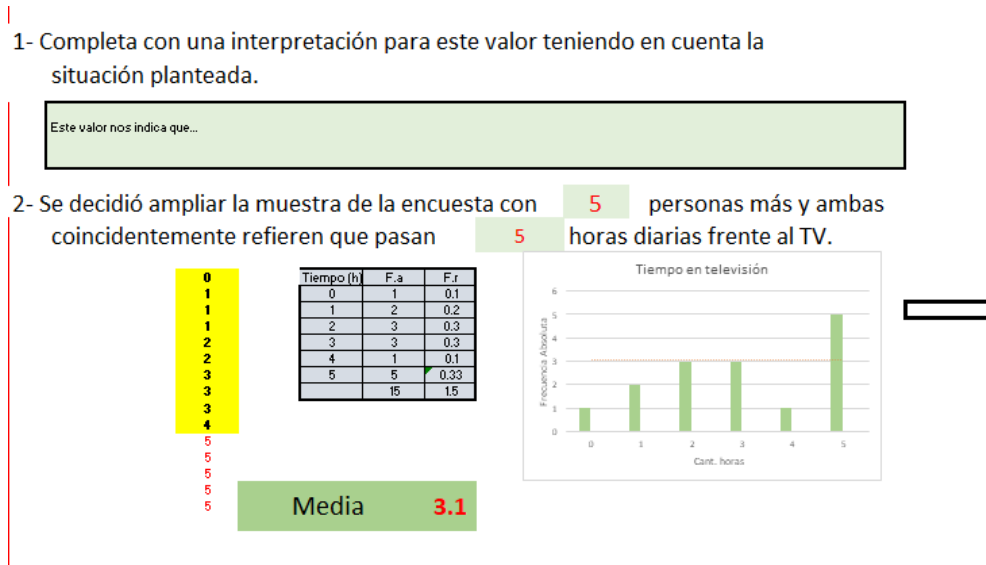 1- Completa con una interpretación para este valor teniendo en cuenta la
situación planteada.
Este valor nos indica que...
2- Se decidió ampliar la muestra de la encuesta con 5 personas más y ambas
coincidentemente refieren que pasan 5 horas diarias frente al TV.
0
1
1
1
2
2
3
3
3
4
5
5
5
5
5
Tiempo (h) F.a F.r
0 1 0.1
1 2 0.2
2 3 0.3
3 3 0.3
4 1 0.1
5 5 0.33
15 1.5
Media 3.1
Tiempo en televisión
Frecuencia Absoluta
6
5
4
3
2
1
0
0 1 2 3 4 5
Cant. horas